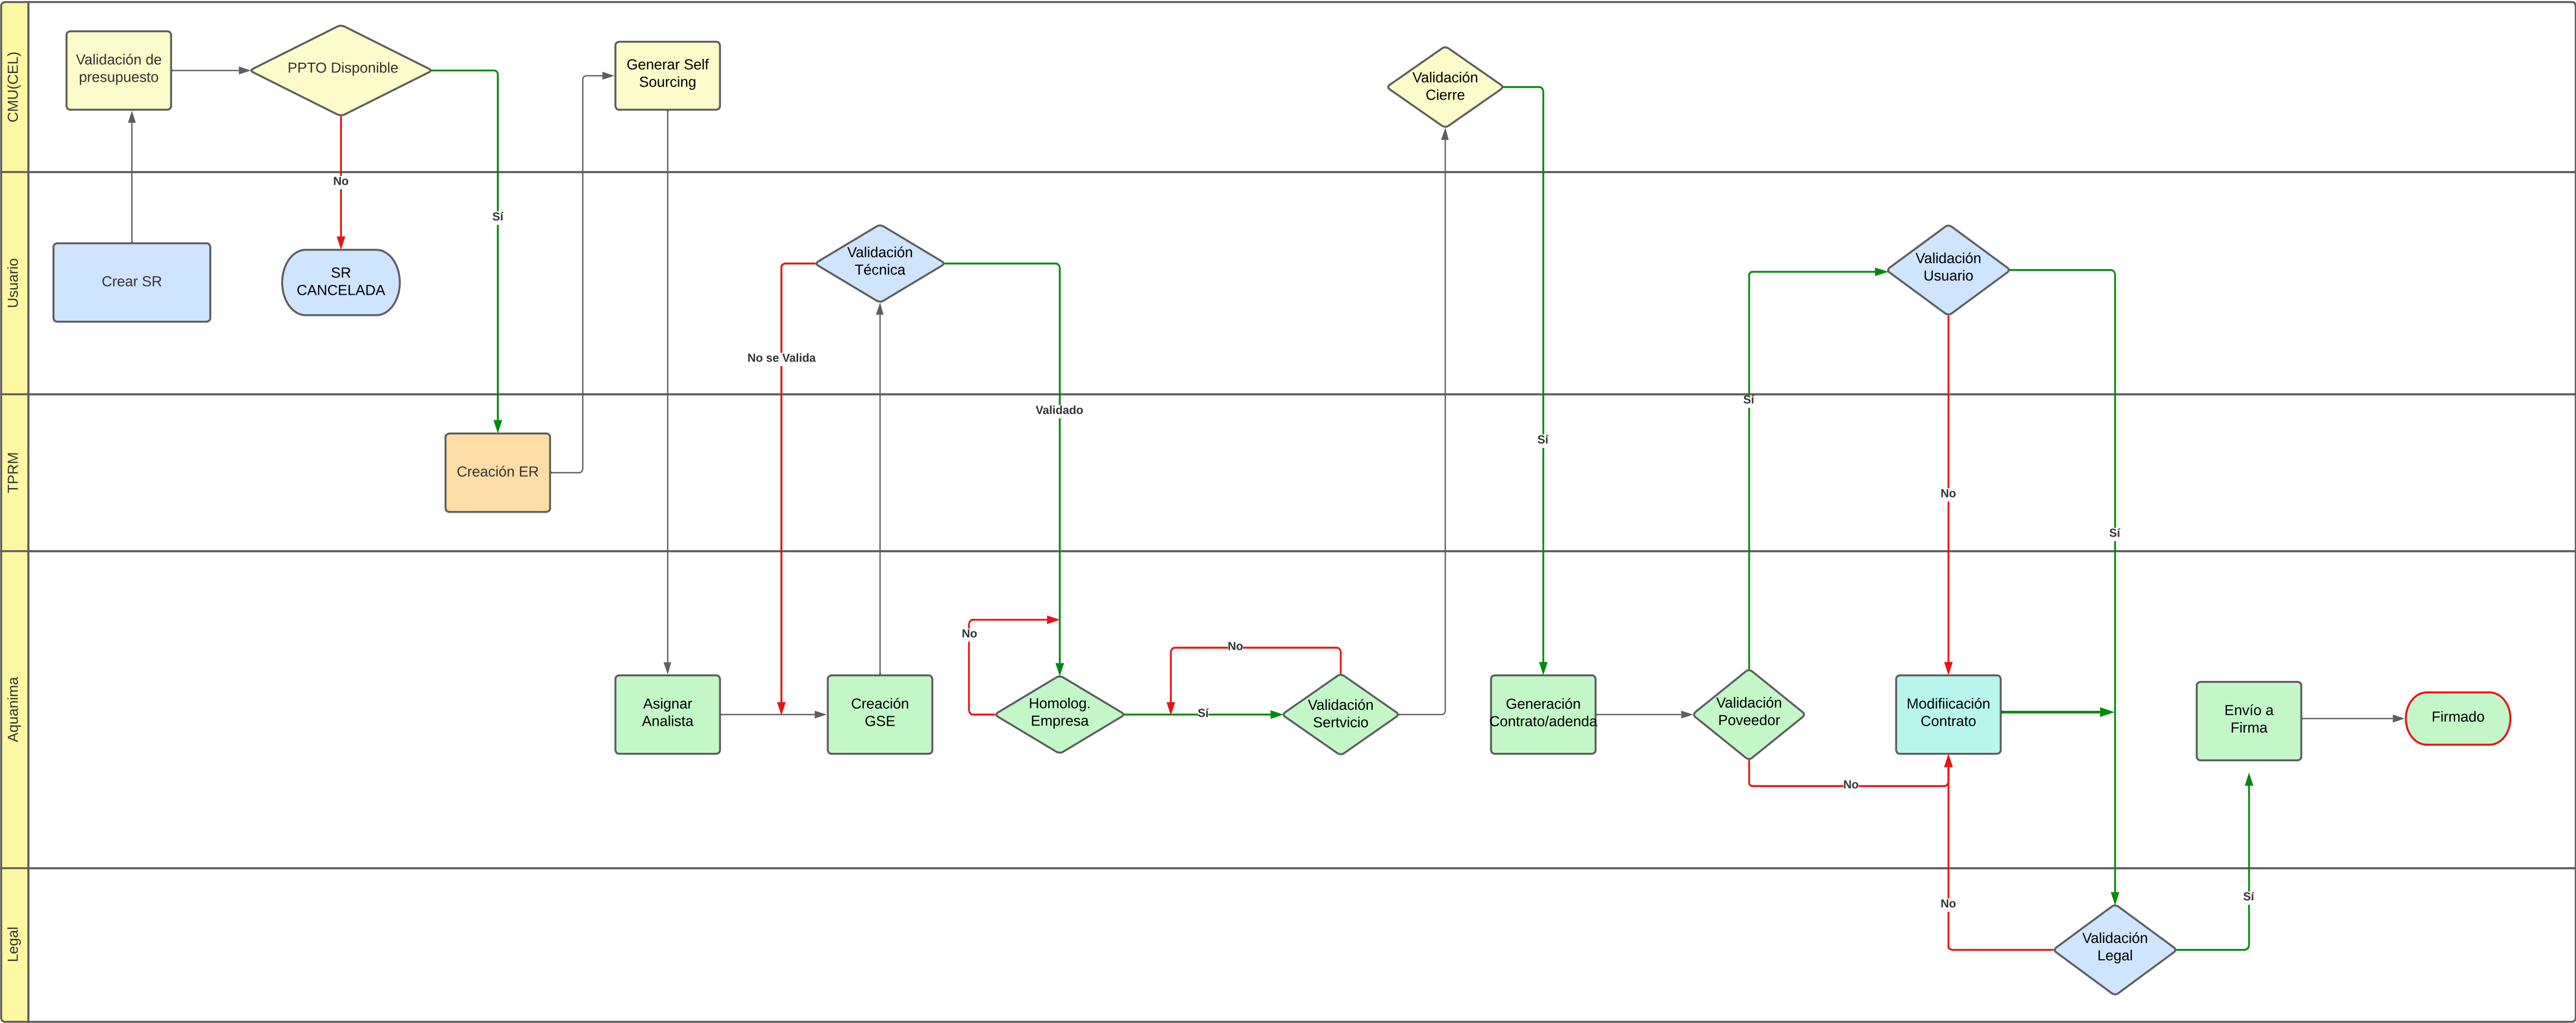 CMU(CEL)
Validación de
presupuesto
PPTO Disponible
Generar Self
Sourcing
Validación
Cierre
No
Sí
Usuario
Crear SR
SR
CANCELADA
Validación
Técnica
No se Valida
Validación
Usuario
Validado
Sí
TPRM
Creación ER
Sí
No
Sí
Aquanima
Asignar
Analista
Creación
GSE
No
Homolog.
Empresa
Sí
No
Validación
Sertvicio
Generación
Contrato/adenda
Validación
Poveedor
No
Modifiicación
Contrato
Envío a
Firma
Firmado
Legal
No
Validación
Legal
Sí